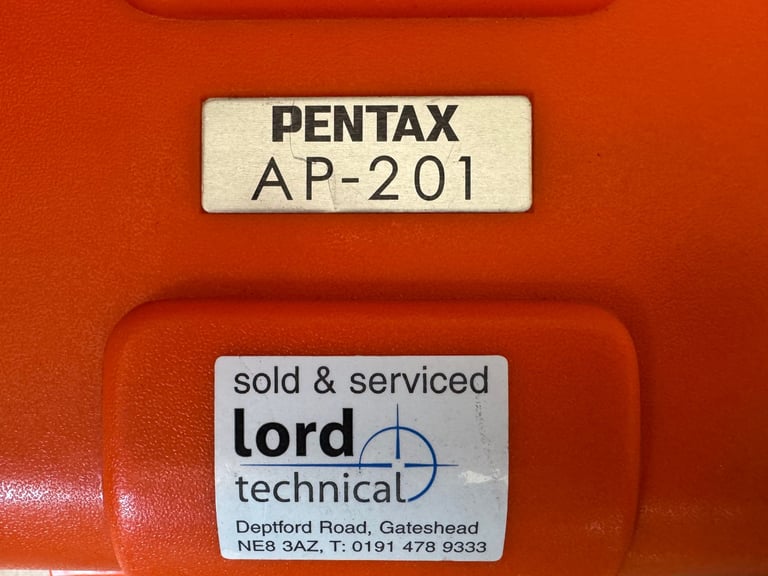 PENTAX
AP-201
sold & serviced
lord
technical
Deptford Road, Gateshead
NE8 3AZ, T: 0191 478 9333